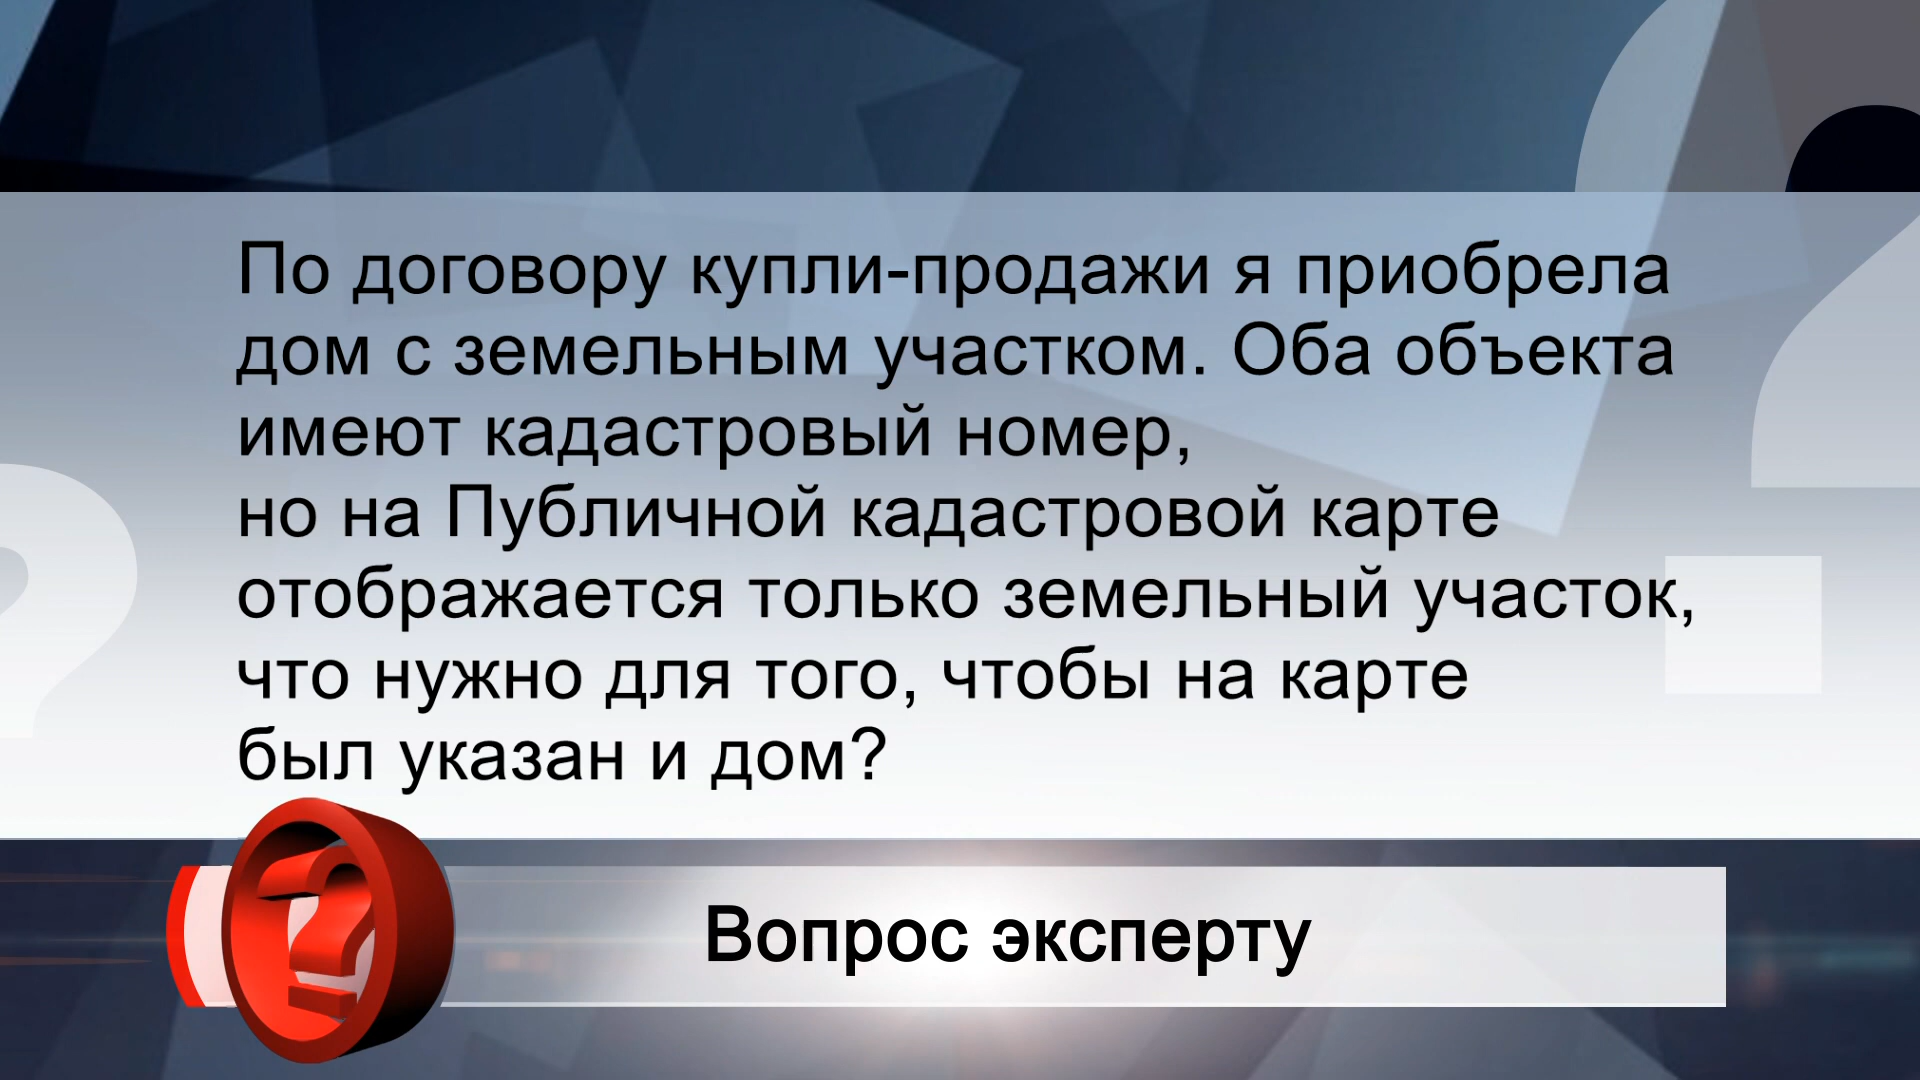 По договору купли-продажи я приобрела
дом с земельным участком. Оба объекта
имеют кадастровый номер,
но на Публичной кадастровой карте
отображается только земельный участок,
что нужно для того, чтобы на карте
был указан и дом?
Вопрос эксперту